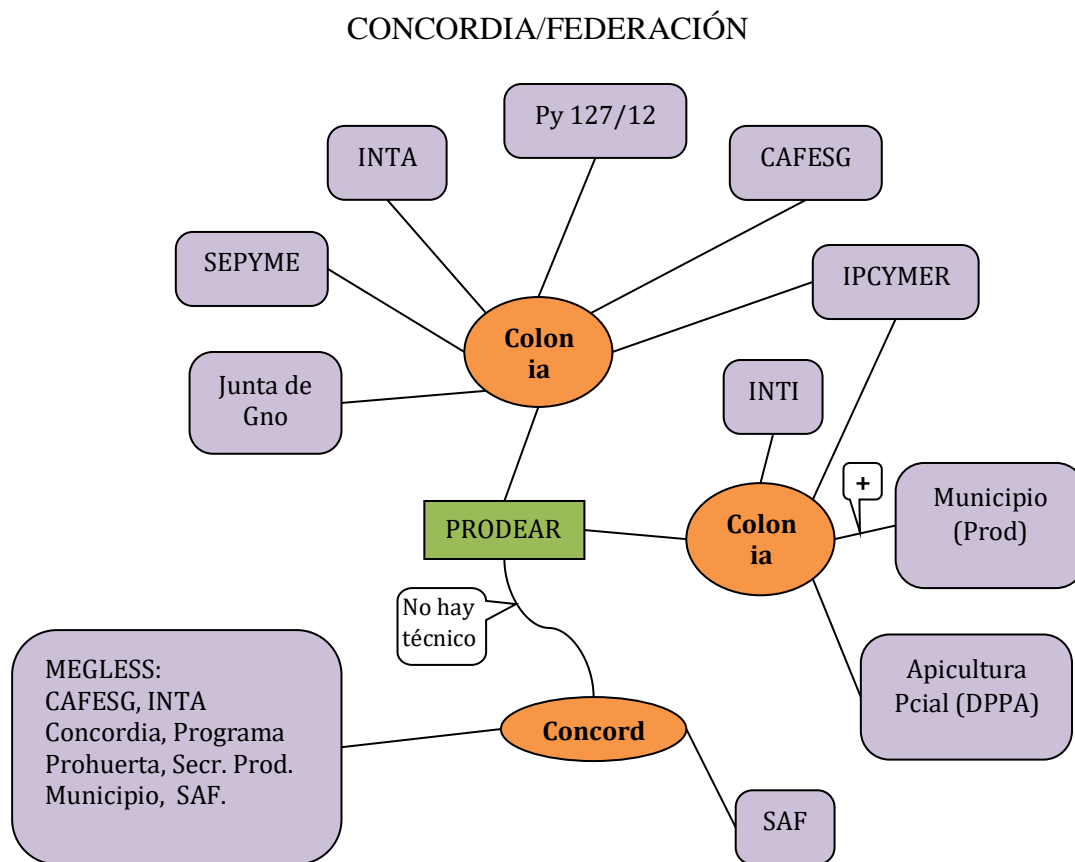 CONCORDIA/FEDERACIÓN
Py 127/12
INTA
CAFESG
SEPYME
IPCYMER
Colon
ia
Junta de
Gno
INTI
+
Municipio
(Prod)
PRODEAR
Colon
ia
No hay
técnico
MEGLESS:
CAFESG, INTA
Concordia, Programa
Prohuerta, Secr. Prod.
Municipio, SAF.
Apicultura
Pcial (DPPA)
Concord
SAF